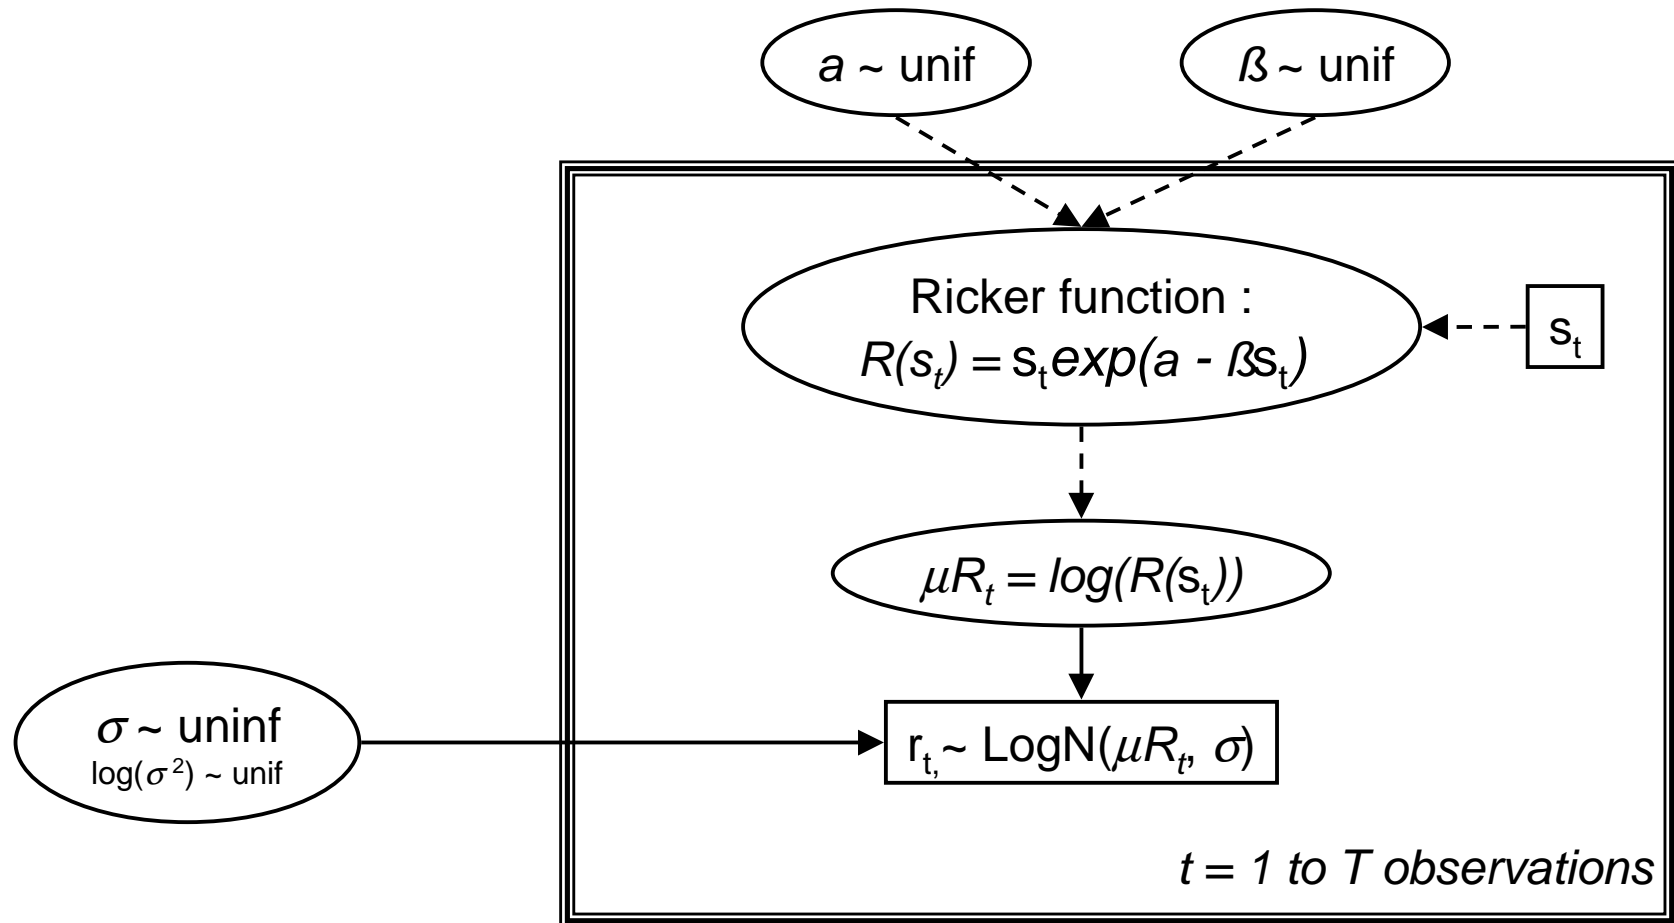 a ~ unif
ß ~ unif
Ricker function :
R(s_t) = s_t exp(a - ßs_t)
s_t
μR_t = log(R(s_t))
σ ~ uninf
log(σ²) ~ unif
r_t,~ LogN(μR_t, σ)
t = 1 to T observations